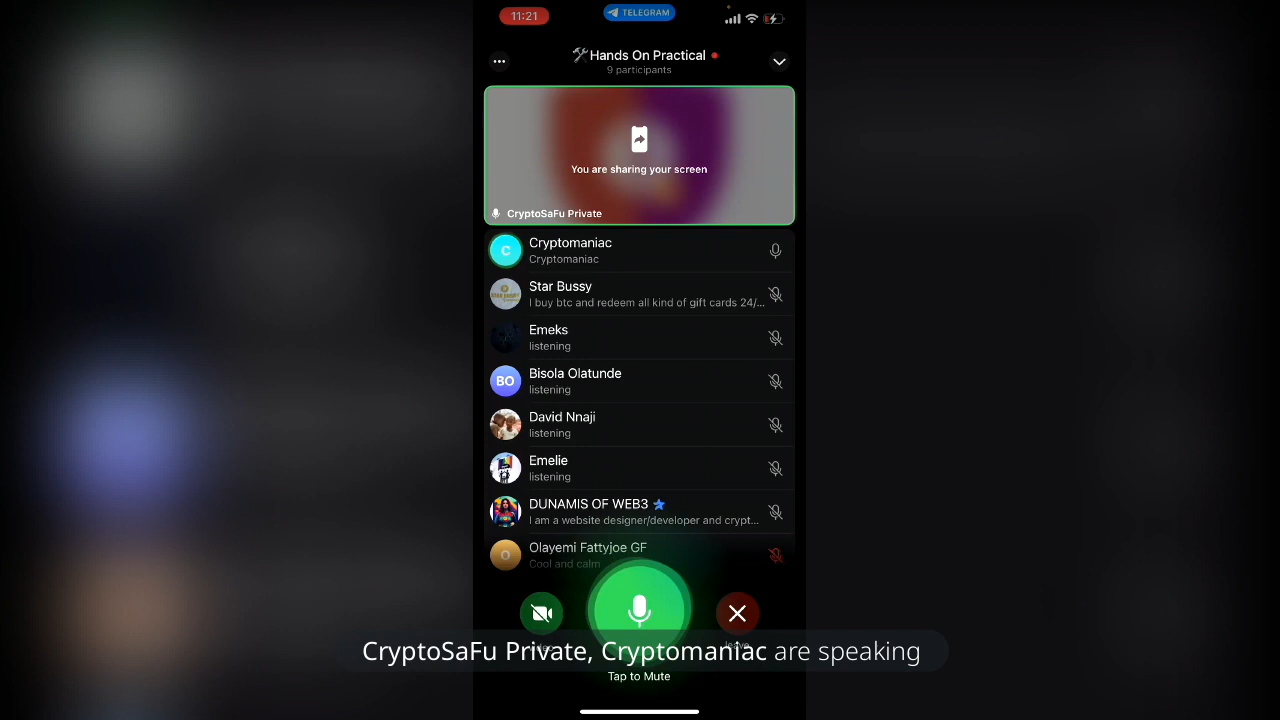 11:21
TELEGRAM
🛠Hands On Practical
9 participants
You are sharing your screen
CryptoSaFu Private
C
Cryptomaniac
Cryptomaniac
Star Bussy
I buy btc and redeem all kind of gift cards 24/...
Emeks
listening
BO
Bisola Olatunde
listening
David Nnaji
listening
Emelie
listening
DUNAMIS OF WEB3
I am a website designer/developer and crypt...
O
Olayemi Fattyjoe GF
Cool and calm
CryptoSaFu Private, Cryptomaniac are speaking
Tap to Mute